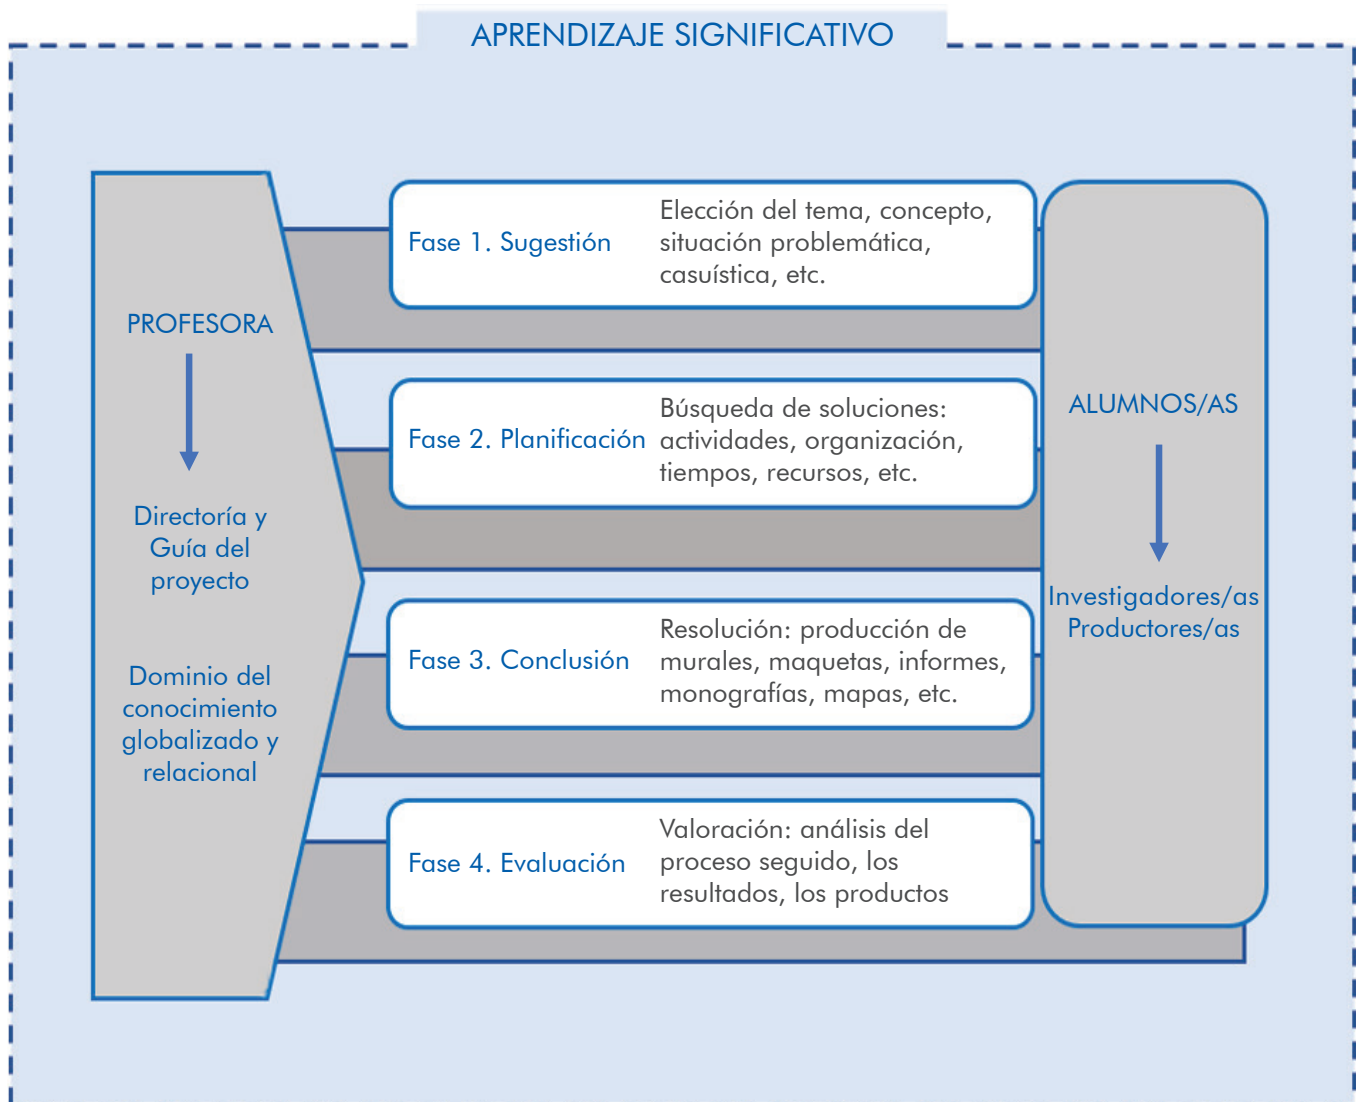 APRENDIZAJE SIGNIFICATIVO
PROFESORA
Directoría y
Guía del
proyecto
Dominio del
conocimiento
globalizado y
relacional
Fase 1. Sugestión
Elección del tema, concepto,
situación problemática,
casuística, etc.
Fase 2. Planificación
Búsqueda de soluciones:
actividades, organización,
tiempos, recursos, etc.
Fase 3. Conclusión
Resolución: producción de
murales, maquetas, informes,
monografías, mapas, etc.
Fase 4. Evaluación
Valoración: análisis del
proceso seguido, los
resultados, los productos
ALUMNOS/AS
Investigadores/as
Productores/as